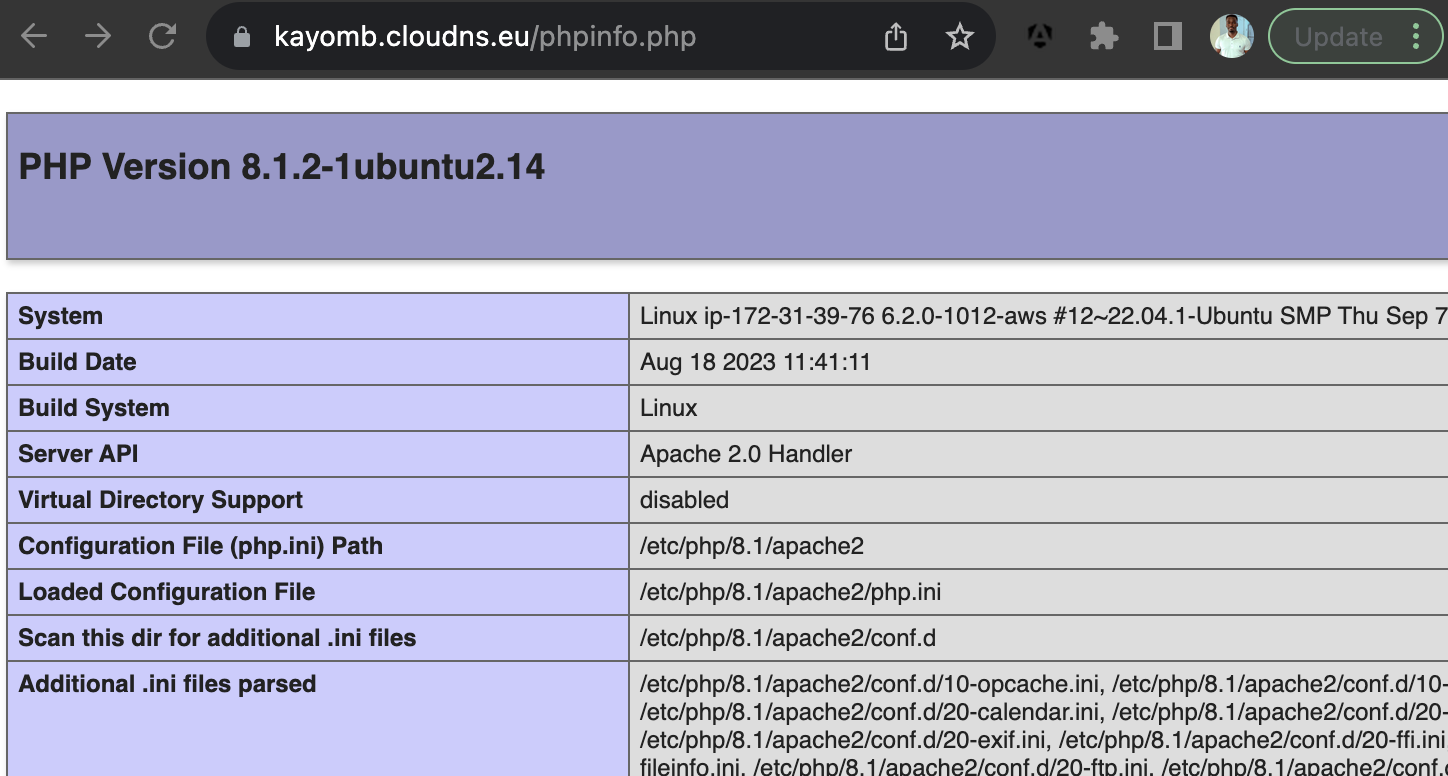 kayomb.cloudns.eu/phpinfo.php
Update
PHP Version 8.1.2-1ubuntu2.14
System
Linux ip-172-31-39-76 6.2.0-1012-aws #12~22.04.1-Ubuntu SMP Thu Sep 7
Build Date
Aug 18 2023 11:41:11
Build System
Linux
Server API
Apache 2.0 Handler
Virtual Directory Support
disabled
Configuration File (php.ini) Path
/etc/php/8.1/apache2
Loaded Configuration File
/etc/php/8.1/apache2/php.ini
Scan this dir for additional .ini files
/etc/php/8.1/apache2/conf.d
Additional .ini files parsed
/etc/php/8.1/apache2/conf.d/10-opcache.ini, /etc/php/8.1/apache2/conf.d/10-
/etc/php/8.1/apache2/conf.d/20-calendar.ini, /etc/php/8.1/apache2/conf.d/20-
/etc/php/8.1/apache2/conf.d/20-exif.ini, /etc/php/8.1/apache2/conf.d/20-ffi.ini
fileinfo.ini, /etc/php/8.1/apache2/conf.d/20-ftp.ini, /etc/php/8.1/apache2/conf.